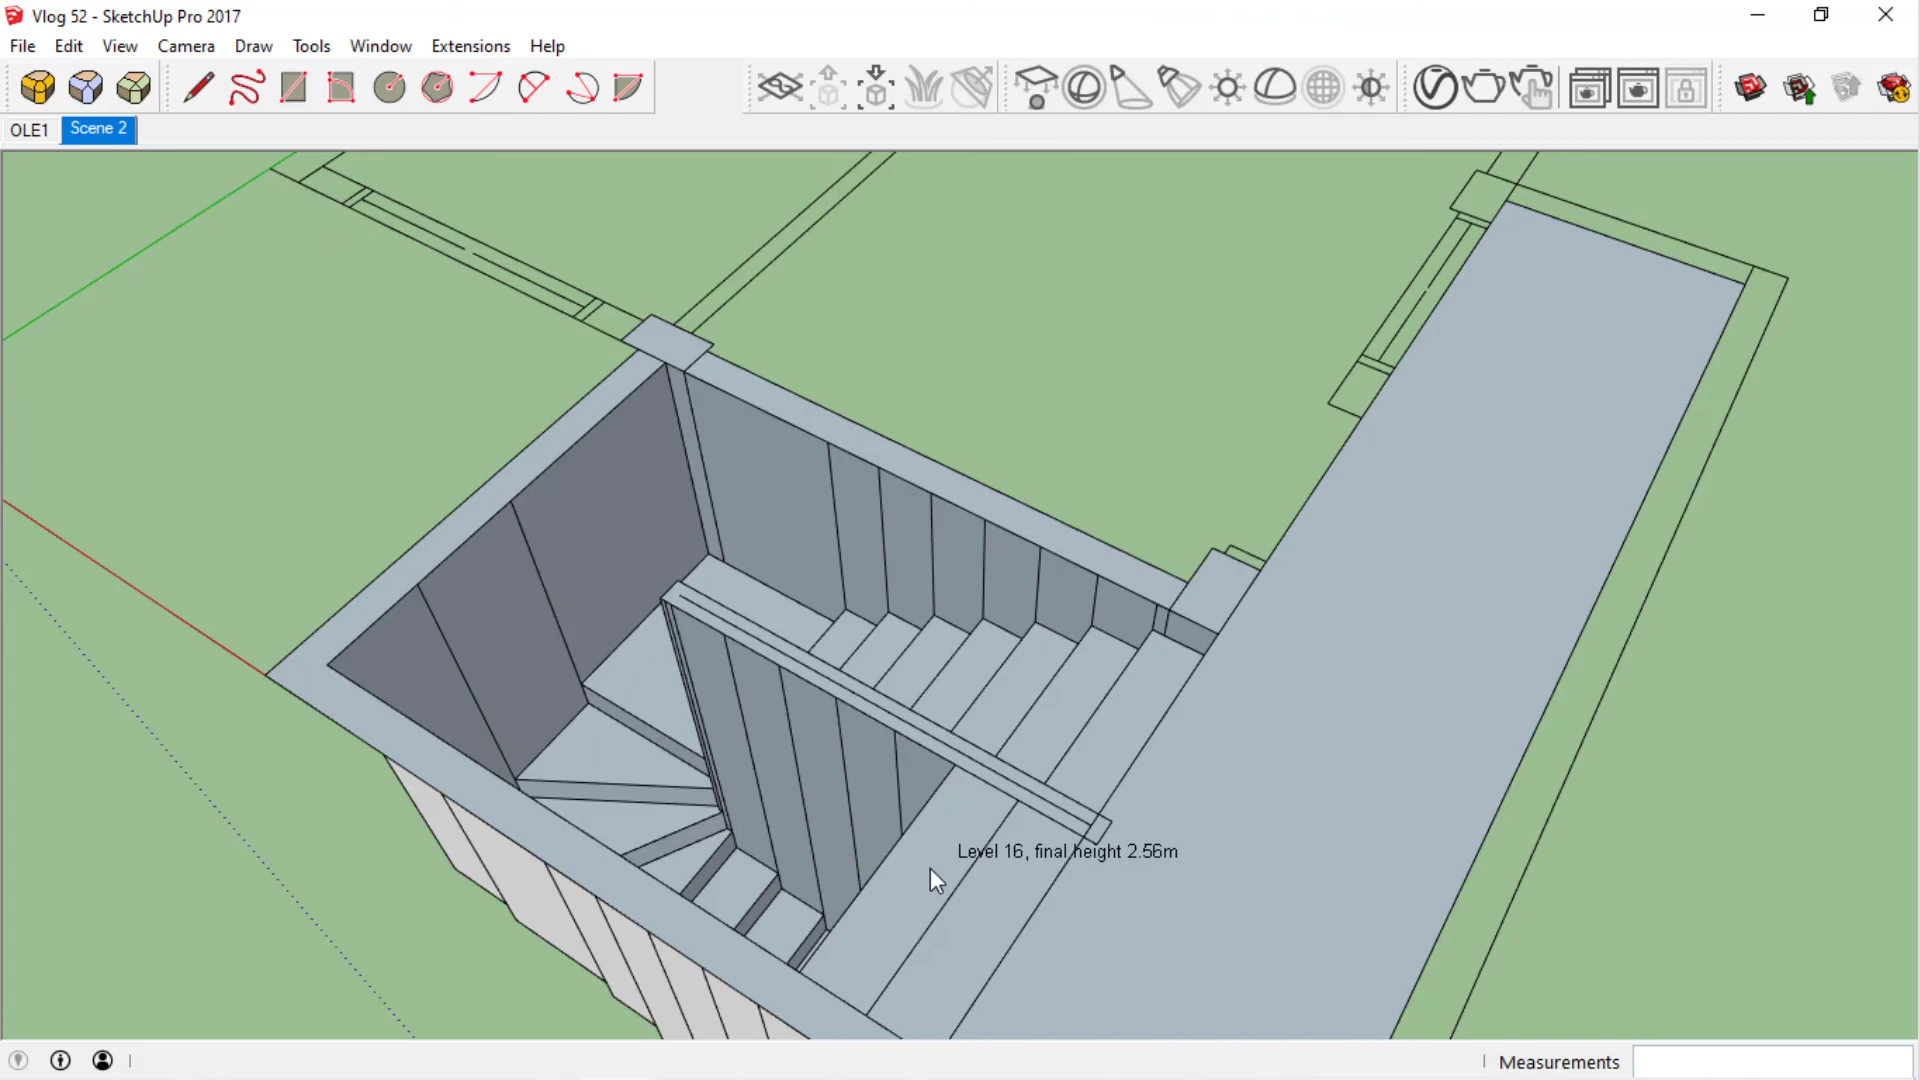 Vlog 52 - SketchUp Pro 2017
File Edit View Camera Draw Tools Window Extensions Help
OLE1 Scene 2
Level 16, final height 2.56m
Measurements